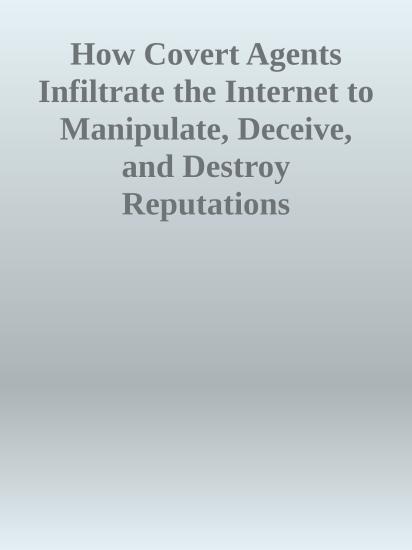 How Covert Agents
Infiltrate the Internet to
Manipulate, Deceive,
and Destroy
Reputations